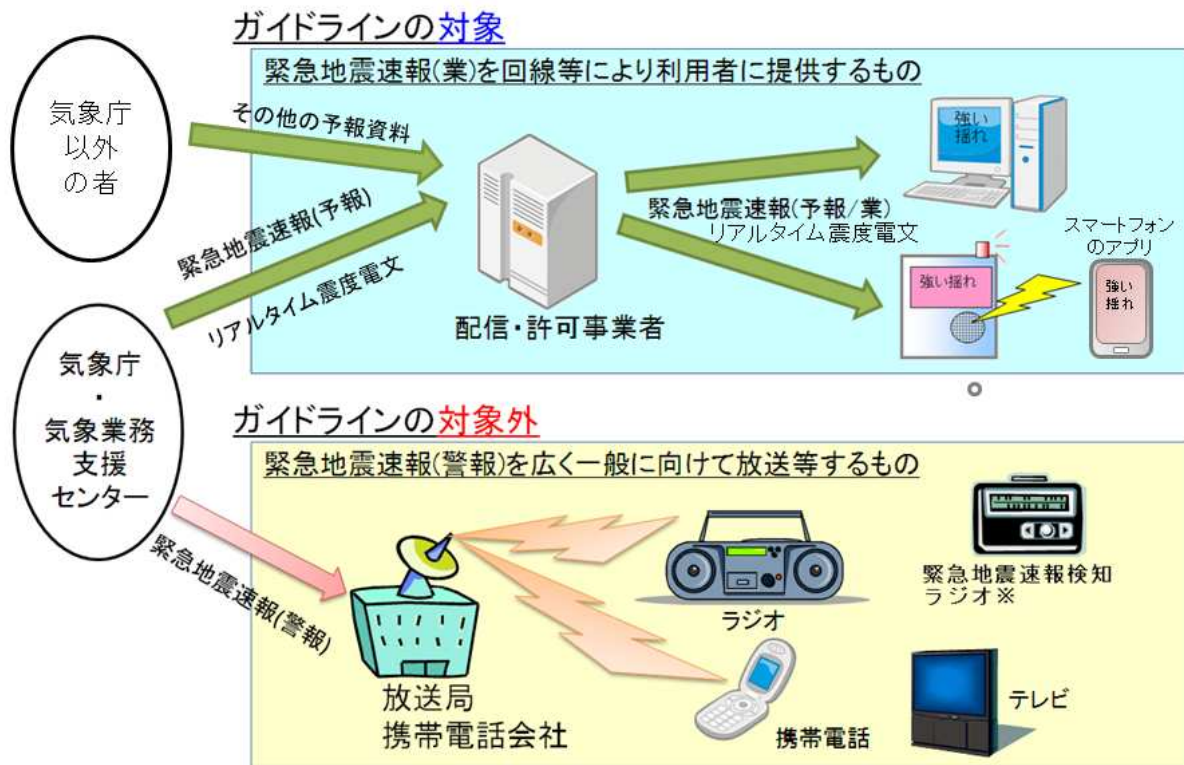 ガイドラインの対象
緊急地震速報(業)を回線等により利用者に提供するもの
気象庁
以外
の者
その他の予報資料
緊急地震速報(予報)
リアルタイム震度電文
配信・許可事業者
緊急地震速報(予報/業)
リアルタイム震度電文
強い
揺れ
強い揺れ
スマートフォン
のアプリ
強い
揺れ
気象庁
・
気象業務
支援
センター
ガイドラインの対象外
緊急地震速報(警報)を広く一般に向けて放送等するもの
緊急地震速報(警報)
放送局
携帯電話会社
ラジオ
緊急地震速報検知
ラジオ※
携帯電話
テレビ